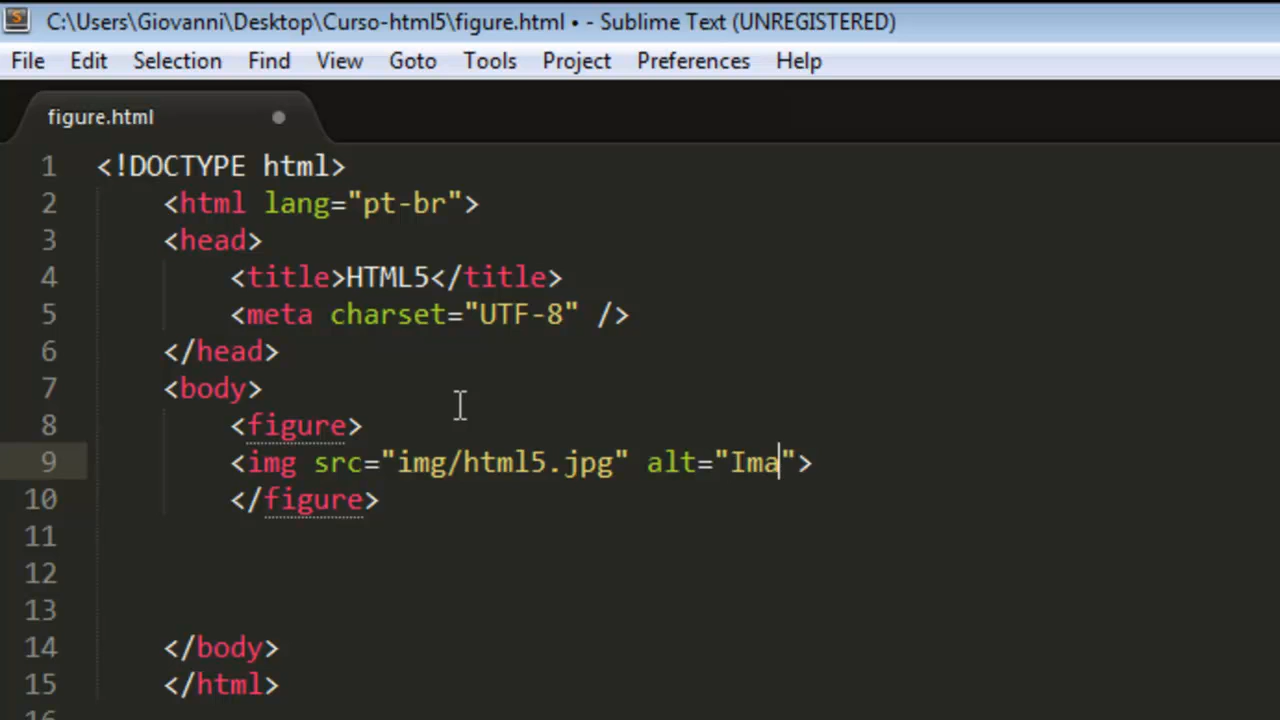 C:\Users\Giovanni\Desktop\Curso-html5\figure.html • - Sublime Text (UNREGISTERED)
File Edit Selection Find View Goto Tools Project Preferences Help
figure.html
1 <!DOCTYPE html>
2 <html lang="pt-br">
3 <head>
4 <title>HTML5</title>
5 <meta charset="UTF-8" />
6 </head>
7 <body>
8 <figure>
9 <img src="img/html5.jpg" alt="Ima">
10 </figure>
11
12
13
14 </body>
15 </html>
16